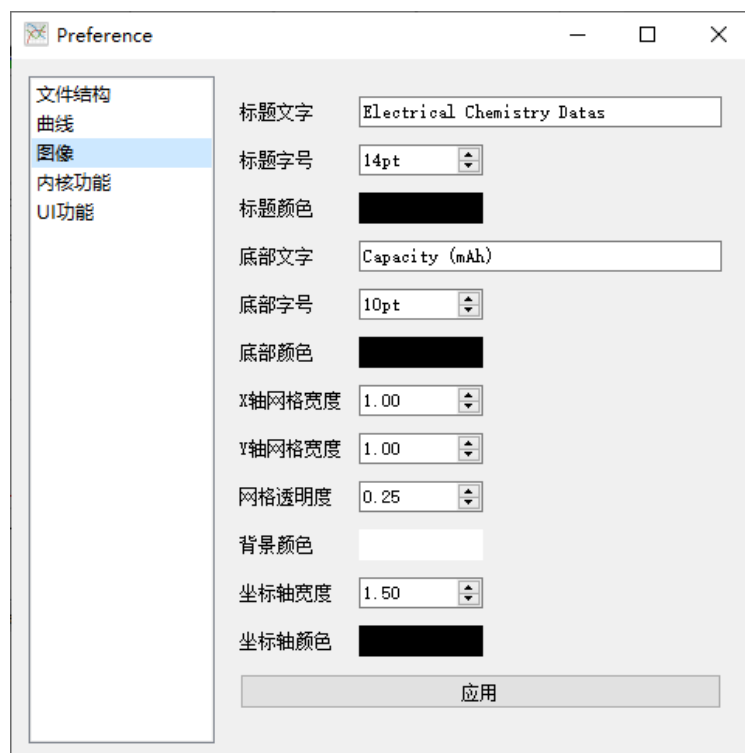 Preference
文件结构
曲线
图像
内核功能
UI功能
标题文字 Electrical Chemistry Datas
标题字号 14pt
标题颜色
底部文字 Capacity (mAh)
底部字号 10pt
底部颜色
X轴网格宽度 1.00
Y轴网格宽度 1.00
网格透明度 0.25
背景颜色
坐标轴宽度 1.50
坐标轴颜色
应用